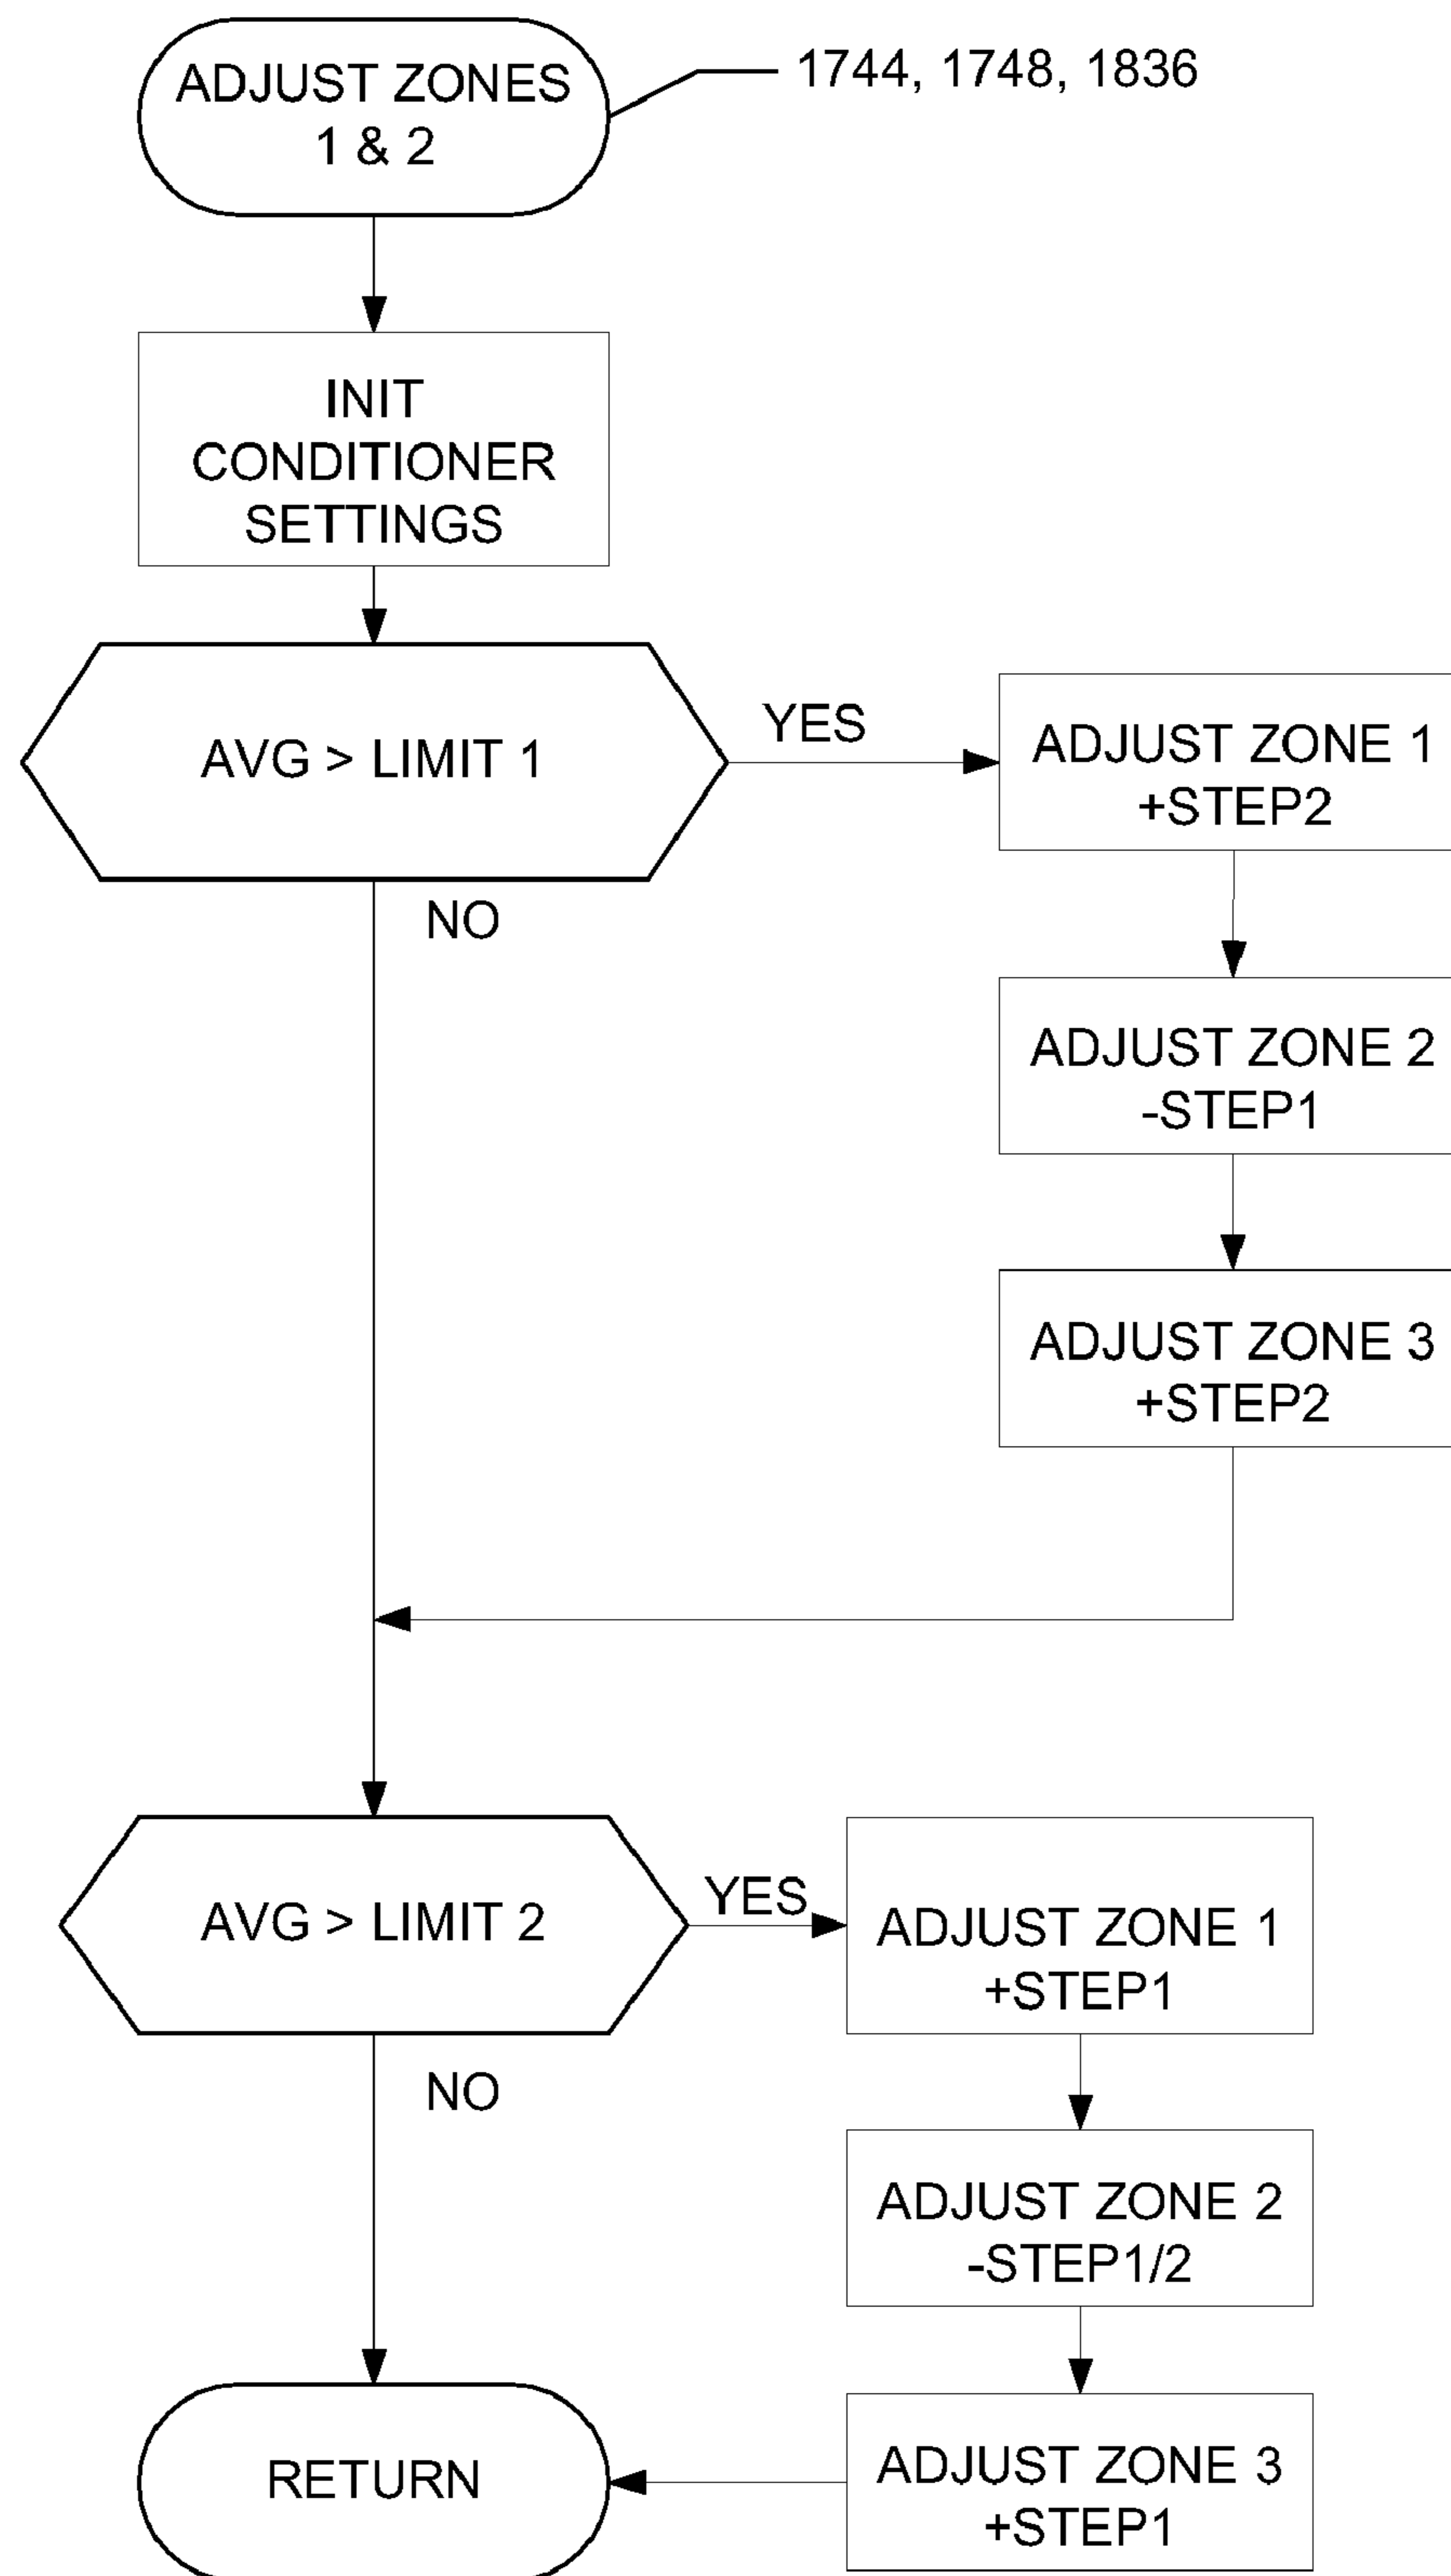 ADJUST ZONES
1 & 2
1744, 1748, 1836
INIT
CONDITIONER
SETTINGS
AVG > LIMIT 1
YES
ADJUST ZONE 1
+STEP2
NO
ADJUST ZONE 2
-STEP1
ADJUST ZONE 3
+STEP2
AVG > LIMIT 2
YES
ADJUST ZONE 1
+STEP1
NO
ADJUST ZONE 2
-STEP1/2
RETURN
ADJUST ZONE 3
+STEP1